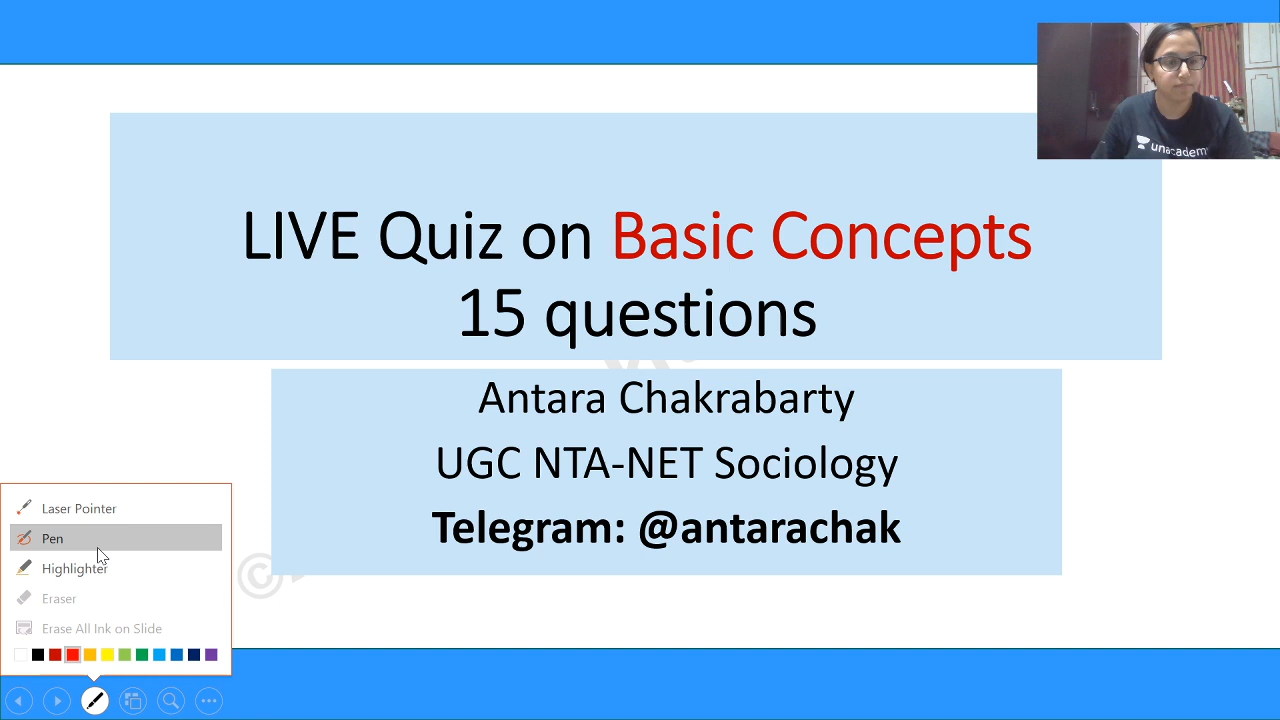 unacademy
LIVE Quiz on Basic Concepts
15 questions
Antara Chakrabarty
UGC NTA-NET Sociology
Telegram: @antarachak
Laser Pointer
Pen
Highlighter
Eraser
Erase All Ink on Slide